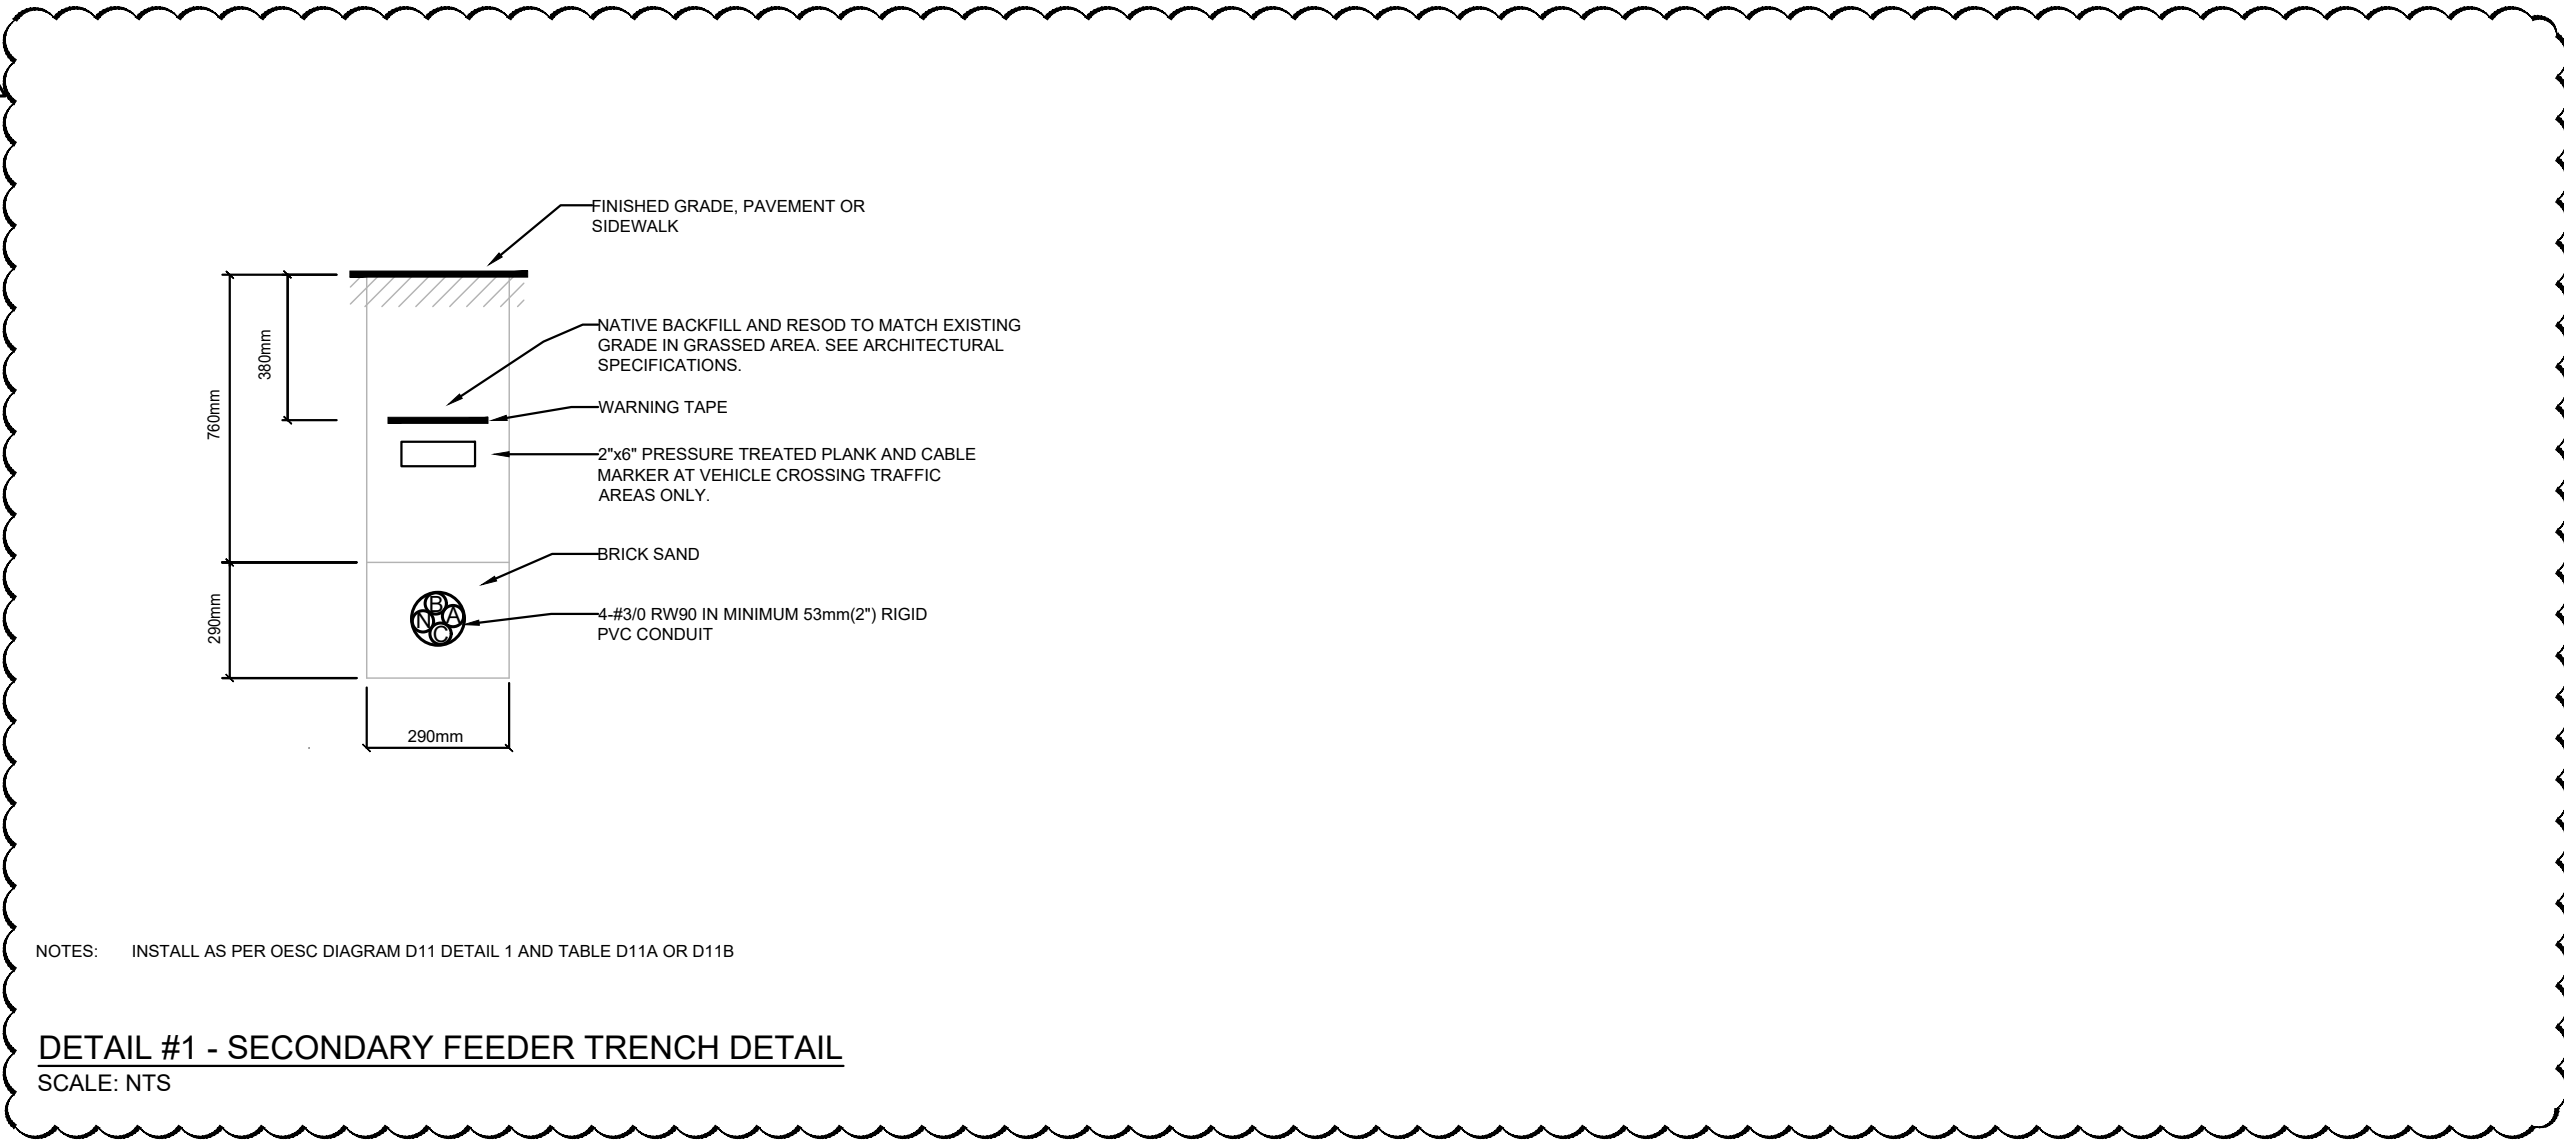 FINISHED GRADE, PAVEMENT OR
SIDEWALK
380mm
760mm
NATIVE BACKFILL AND RESOD TO MATCH EXISTING
GRADE IN GRASSED AREA. SEE ARCHITECTURAL
SPECIFICATIONS.
WARNING TAPE
2"x6" PRESSURE TREATED PLANK AND CABLE
MARKER AT VEHICLE CROSSING TRAFFIC
AREAS ONLY.
BRICK SAND
290mm
B
A
N
C
4-#3/0 RW90 IN MINIMUM 53mm(2") RIGID
PVC CONDUIT
290mm
NOTES: INSTALL AS PER OESC DIAGRAM D11 DETAIL 1 AND TABLE D11A OR D11B
DETAIL #1 - SECONDARY FEEDER TRENCH DETAIL
SCALE: NTS